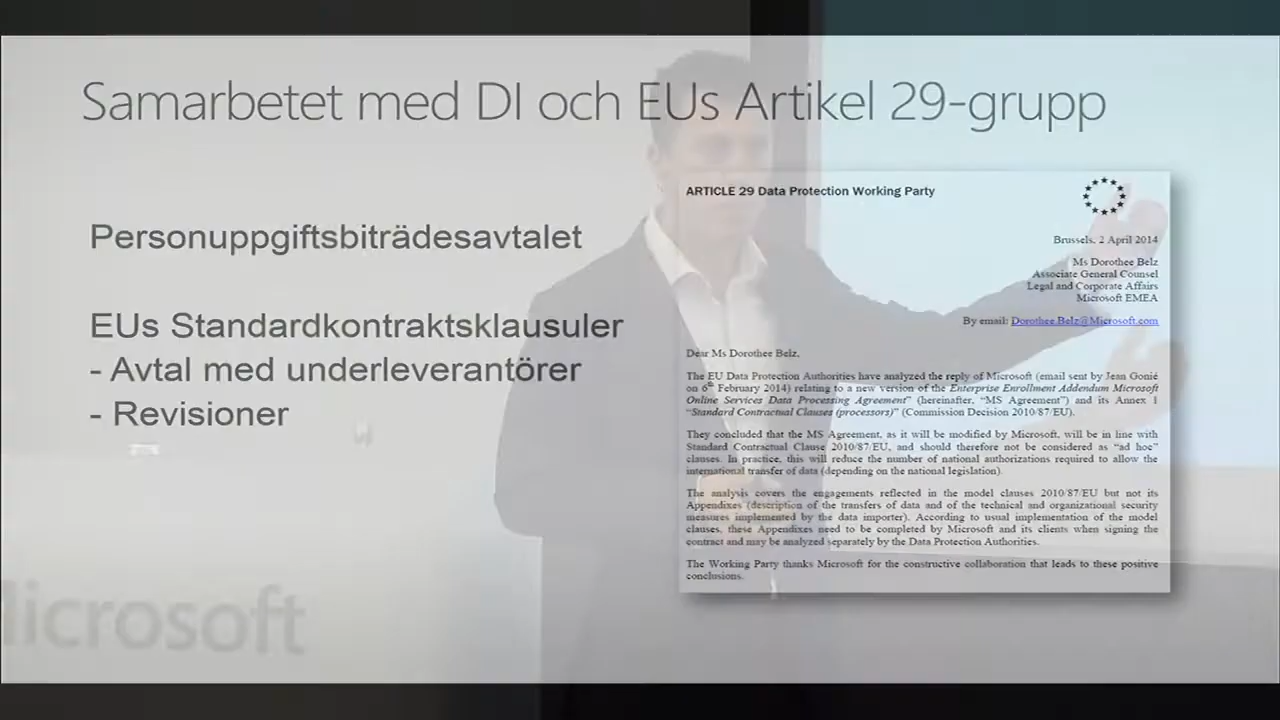 Samarbetet med DI och EUs Artikel 29-grupp
Personuppgiftsbiträdesavtalet
EUs Standardkontraktsklausuler
- Avtal med underleverantörer
- Revisioner
ARTICLE 29 Data Protection Working Party
Brussels, 2 April 2014
Ms Dorothee Belz
Associate General Counsel
Legal and Corporate Affairs
Microsoft EMEA
By email: Dorothee.Belz@Microsoft.com
Dear Ms Dorothee Belz,
The EU Data Protection Authorities have analyzed the reply of Microsoft (email sent by Jean Gonié
on 6th February 2014) relating to a new version of the "Enterprise Enrollment Addendum Microsoft
Online Services Data Processing Agreement" (hereinafter, "MS Agreement") and its Annex 1
"Standard Contractual Clauses (processors)" (Commission Decision 2010/87/EU).
They concluded that the MS Agreement, as it will be modified by Microsoft, will be in line with
Standard Contractual Clause 2010/87/EU, and should therefore not be considered as "ad hoc"
clauses. In practice, this will reduce the number of national authorizations required to allow the
international transfer of data (depending on the national legislation).
The analysis covers the engagements reflected in the model clauses 2010/87/EU but not its
Appendixes (description of the transfers of data and of the technical and organizational security
measures implemented by the data importer). According to usual implementation of the model
clauses, these Appendixes need to be completed by Microsoft and its clients when signing the
contract and may be analyzed separately by the Data Protection Authorities.
The Working Party thanks Microsoft for the constructive collaboration that leads to these positive
conclusions.
Microsoft